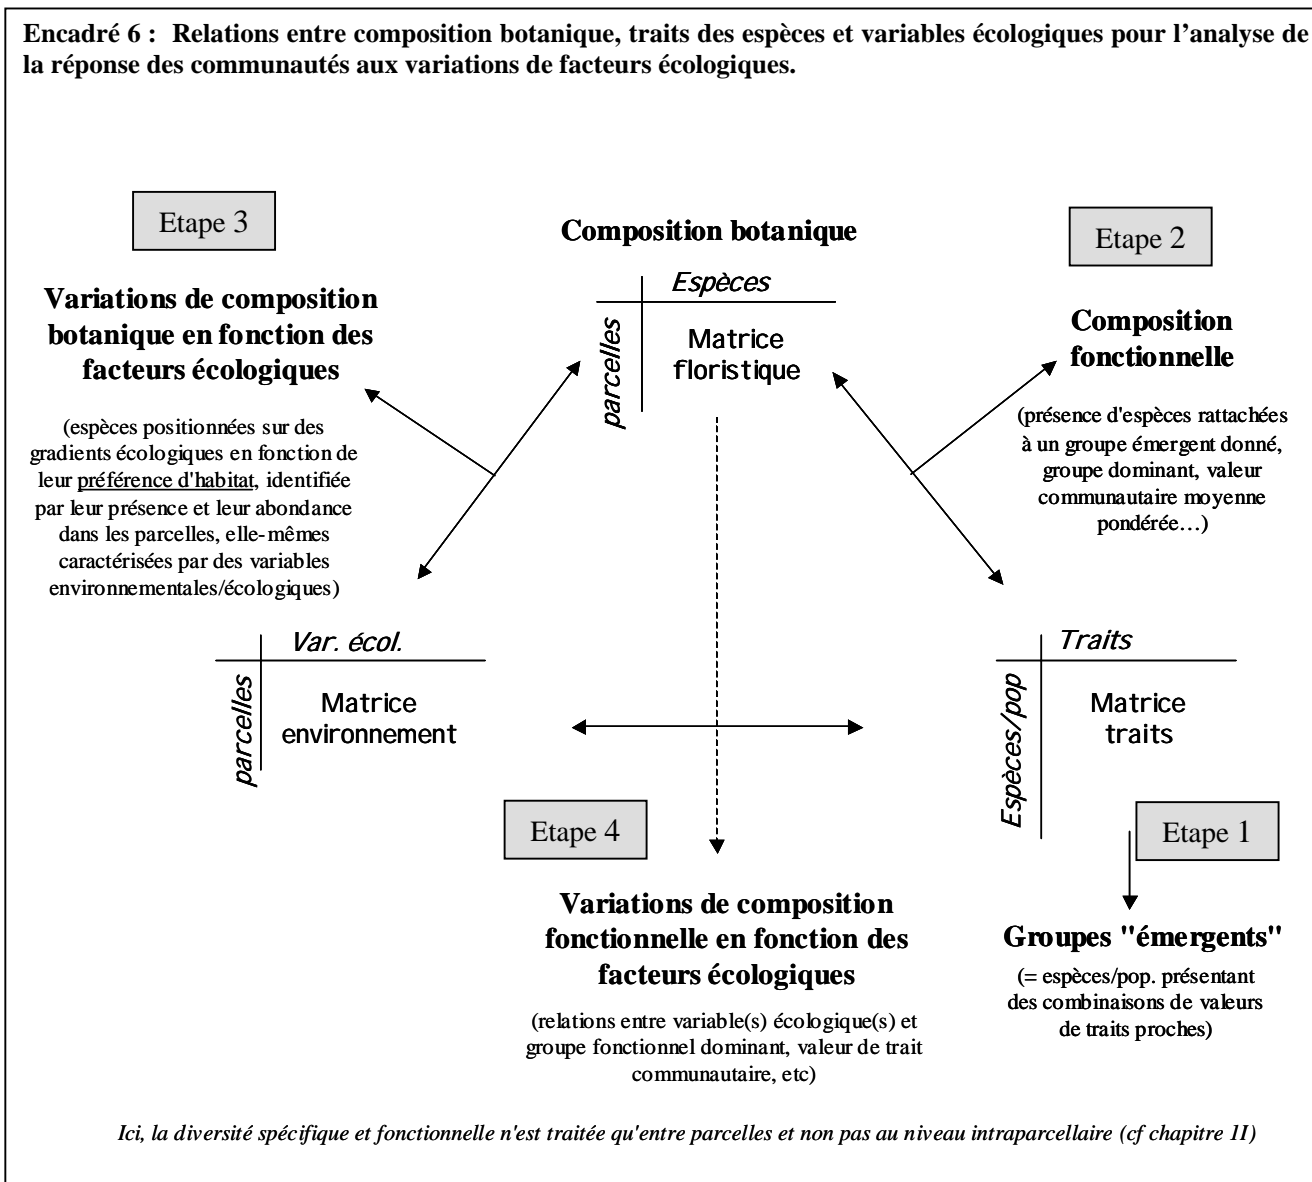 Encadré 6 : Relations entre composition botanique, traits des espèces et variables écologiques pour l'analyse de
la réponse des communautés aux variations de facteurs écologiques.
Etape 3
Variations de composition
botanique en fonction des
facteurs écologiques
(espèces positionnées sur des
gradients écologiques en fonction de
leur préférence d'habitat, identifiée
par leur présence et leur abondance
dans les parcelles, elle-mêmes
caractérisées par des variables
environnementales/écologiques)
Composition botanique
Espèces
parcelles
Matrice
floristique
Etape 2
Composition
fonctionnelle
(présence d'espèces rattachées
à un groupe émergent donné,
groupe dominant, valeur
communautaire moyenne
pondérée…)
Var. écol.
parcelles
Matrice
environnement
Traits
Espèces/pop
Matrice
traits
Etape 4
Variations de composition
fonctionnelle en fonction des
facteurs écologiques
(relations entre variable(s) écologique(s) et
groupe fonctionnel dominant, valeur de trait
communautaire, etc)
Etape 1
Groupes "émergents"
(= espèces/pop. présentant
des combinaisons de valeurs
de traits proches)
Ici, la diversité spécifique et fonctionnelle n'est traitée qu'entre parcelles et non pas au niveau intraparcellaire (cf chapitre II)